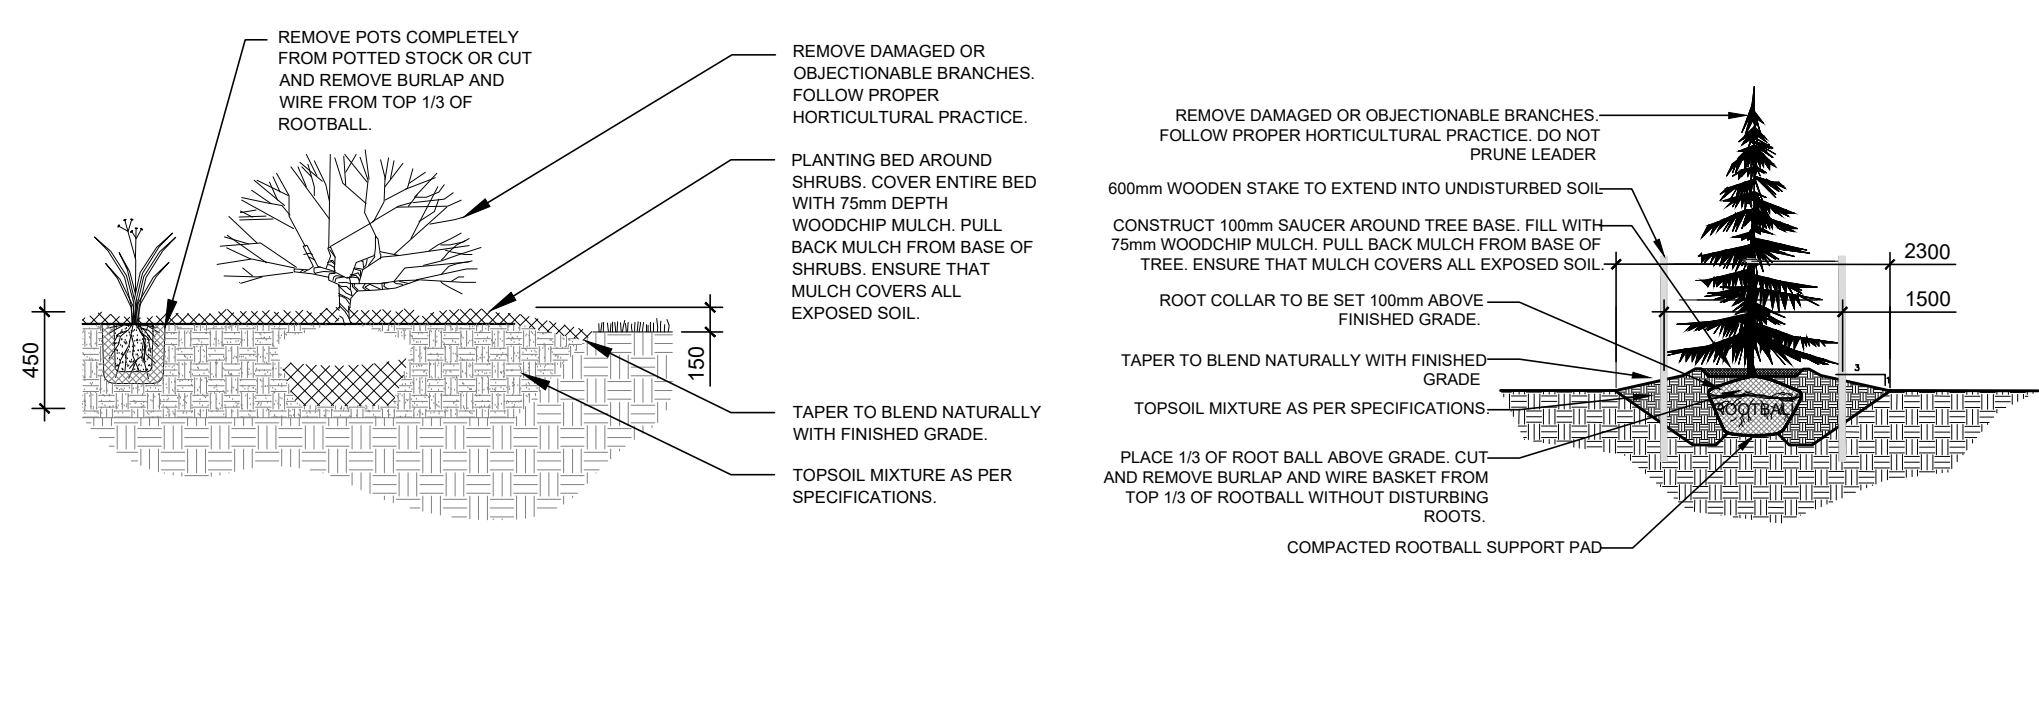 REMOVE POTS COMPLETELY
FROM POTTED STOCK OR CUT
AND REMOVE BURLAP AND
WIRE FROM TOP 1/3 OF
ROOTBALL.
REMOVE DAMAGED OR
OBJECTIONABLE BRANCHES.
FOLLOW PROPER
HORTICULTURAL PRACTICE.
PLANTING BED AROUND
SHRUBS. COVER ENTIRE BED
WITH 75mm DEPTH
WOODCHIP MULCH. PULL
BACK MULCH FROM BASE OF
SHRUBS. ENSURE THAT
MULCH COVERS ALL
EXPOSED SOIL.
450
150
TAPER TO BLEND NATURALLY
WITH FINISHED GRADE.
TOPSOIL MIXTURE AS PER
SPECIFICATIONS.
REMOVE DAMAGED OR OBJECTIONABLE BRANCHES.
FOLLOW PROPER HORTICULTURAL PRACTICE. DO NOT
PRUNE LEADER
600mm WOODEN STAKE TO EXTEND INTO UNDISTURBED SOIL
CONSTRUCT 100mm SAUCER AROUND TREE BASE. FILL WITH
75mm WOODCHIP MULCH. PULL BACK MULCH FROM BASE OF
TREE. ENSURE THAT MULCH COVERS ALL EXPOSED SOIL.
2300
1500
ROOT COLLAR TO BE SET 100mm ABOVE
FINISHED GRADE.
TAPER TO BLEND NATURALLY WITH FINISHED
GRADE
3
1
TOPSOIL MIXTURE AS PER SPECIFICATIONS.
ROOTBALL
PLACE 1/3 OF ROOT BALL ABOVE GRADE. CUT
AND REMOVE BURLAP AND WIRE BASKET FROM
TOP 1/3 OF ROOTBALL WITHOUT DISTURBING
ROOTS.
COMPACTED ROOTBALL SUPPORT PAD